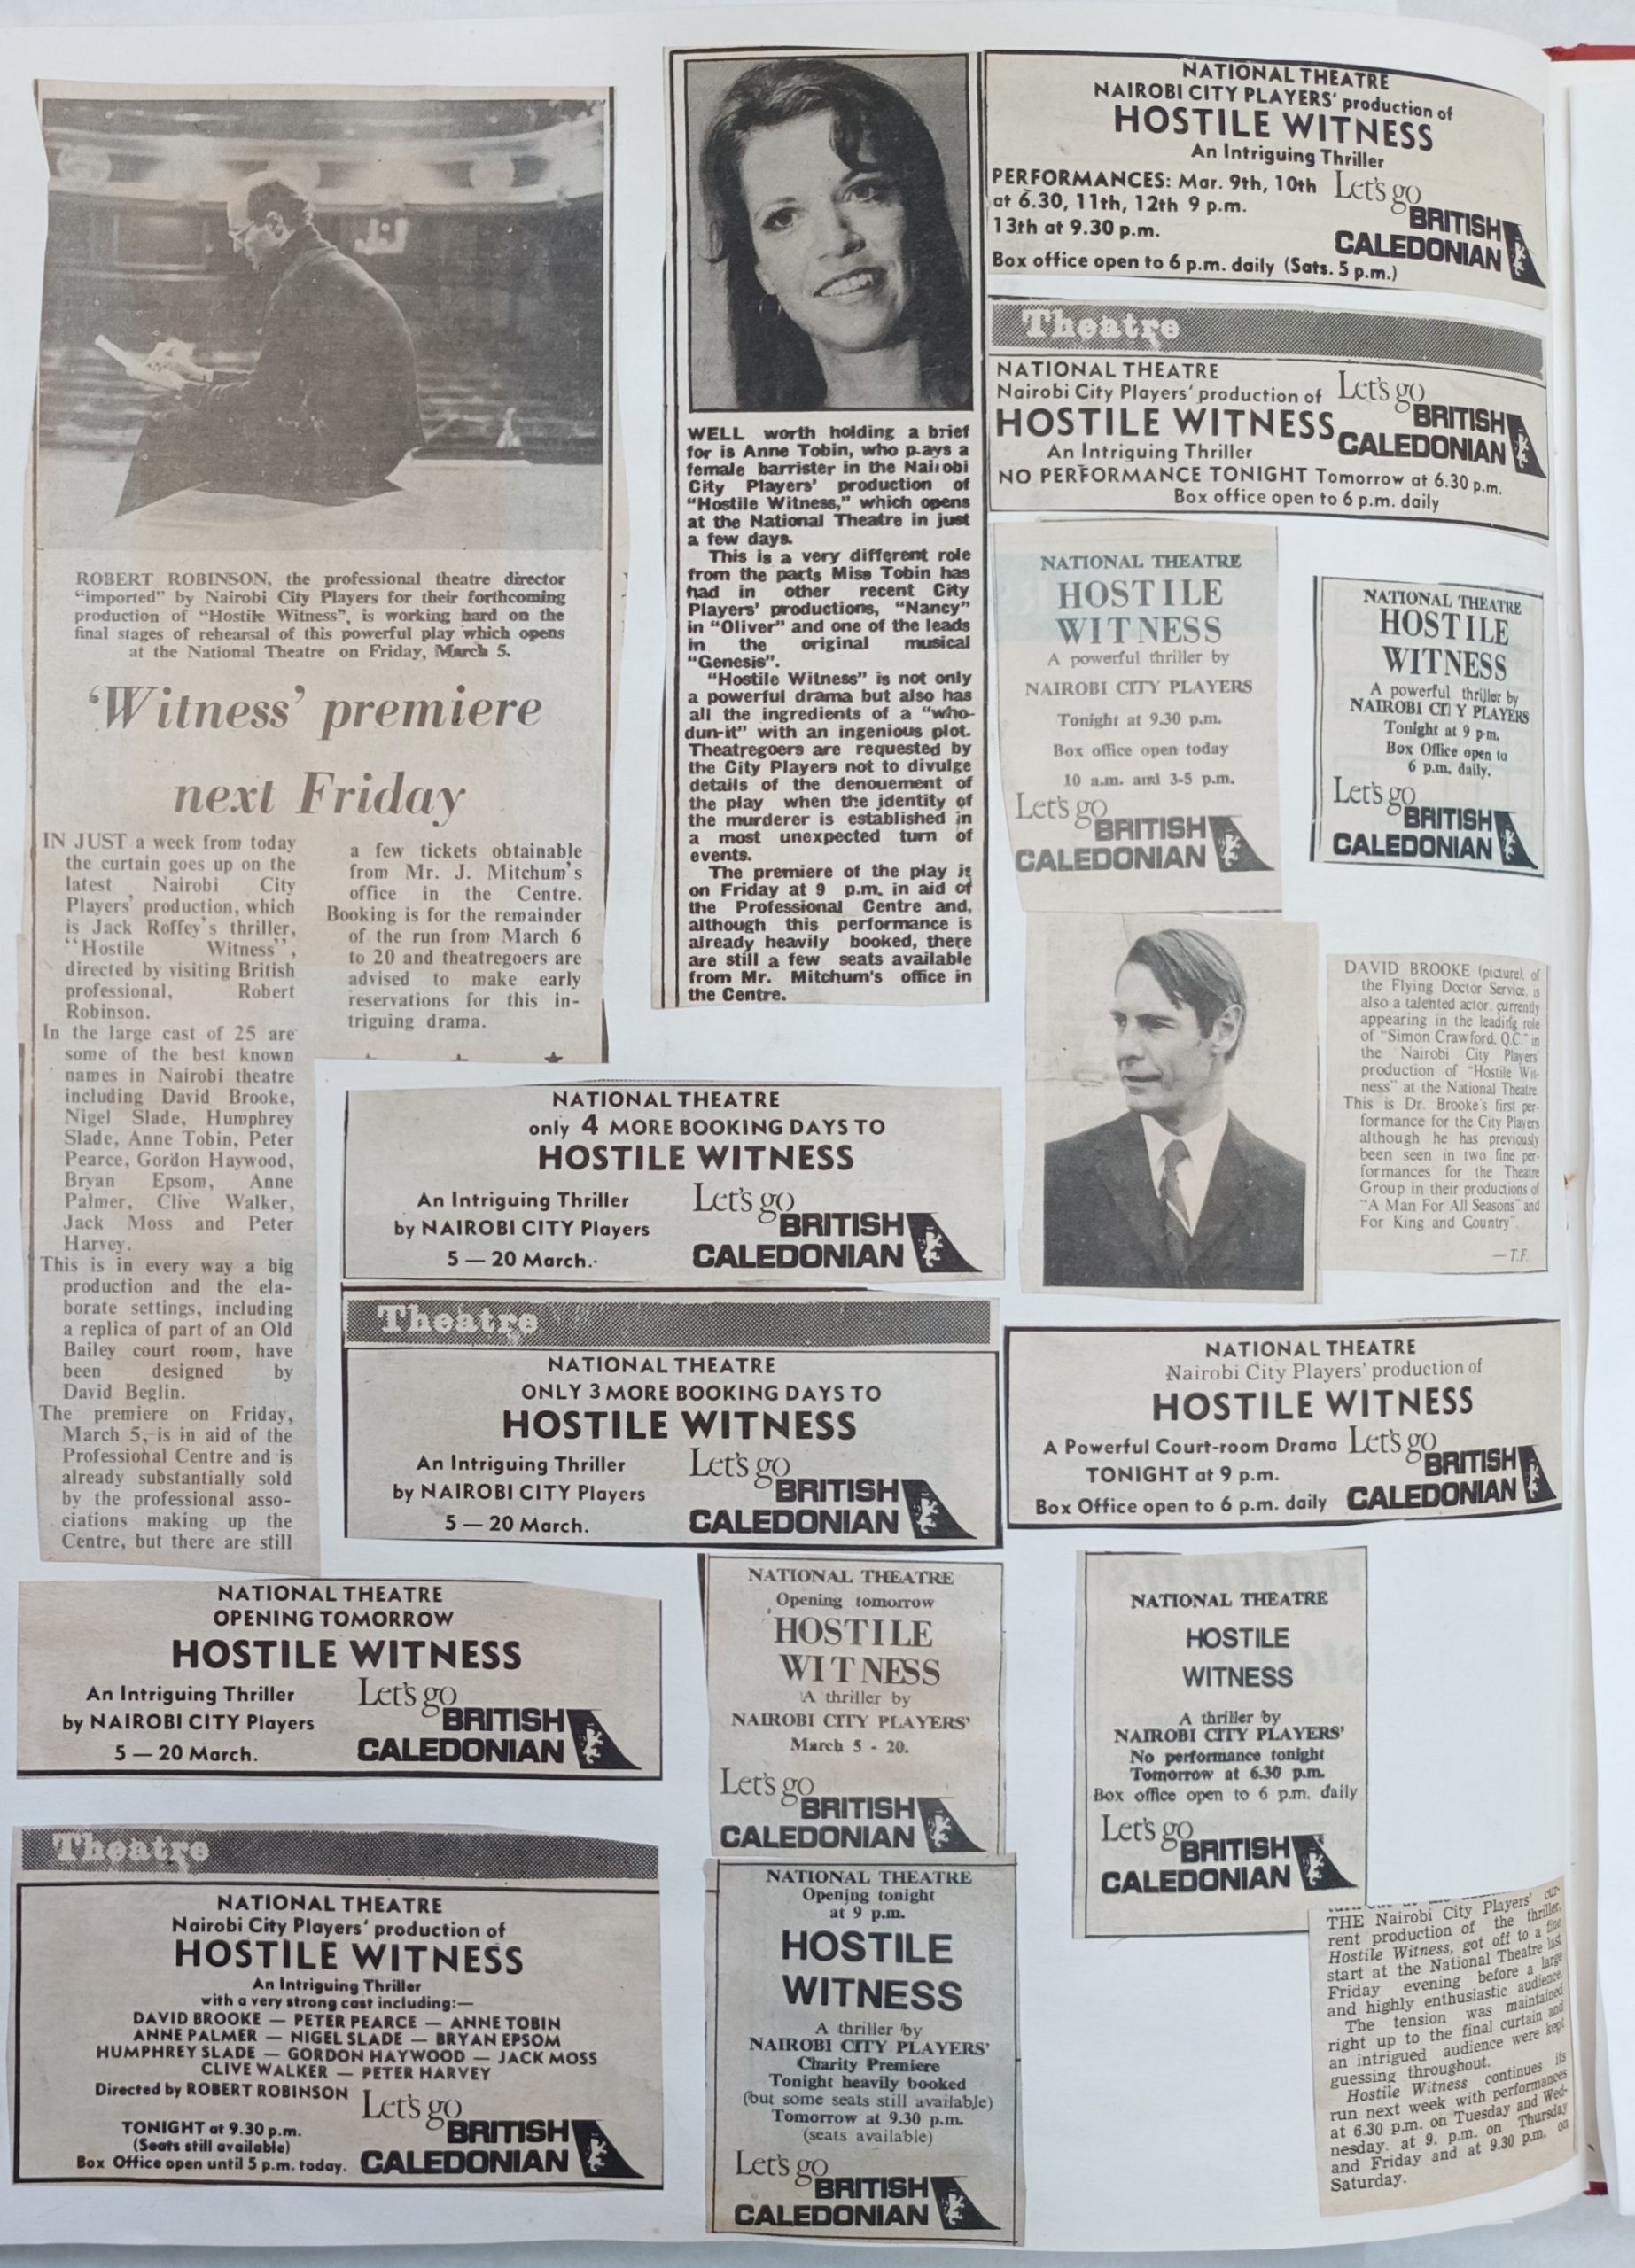 ROBERT ROBINSON, the professional theatre director
"imported" by Nairobi City Players for their forthcoming
production of "Hostile Witness", is working hard on the
final stages of rehearsal of this powerful play which opens
at the National Theatre on Friday, March 5.
'Witness' premiere
next Friday
IN JUST a week from today
the curtain goes up on the
latest Nairobi City
Players' production, which
is Jack Roffey's thriller,
"Hostile Witness",
directed by visiting British
professional, Robert
Robinson.
In the large cast of 25 are
some of the best known
names in Nairobi theatre
including David Brooke,
Nigel Slade, Humphrey
Slade, Anne Tobin, Peter
Pearce, Gordon Haywood,
Bryan Epsom, Anne
Palmer, Clive Walker,
Jack Moss and Peter
Harvey.
This is in every way a big
production and the ela-
borate settings, including
a replica of part of an Old
Bailey court room, have
been designed by
David Beglin.
The premiere on Friday,
March 5, is in aid of the
Professional Centre and is
already substantially sold
by the professional asso-
ciations making up the
Centre, but there are still
a few tickets obtainable
from Mr. J. Mitchum's
office in the Centre.
Booking is for the remainder
of the run from March 6
to 20 and theatregoers are
advised to make early
reservations for this in-
triguing drama.
WELL worth holding a brief
for is Anne Tobin, who p.ays a
female barrister in the Nairobi
City Players' production of
"Hostile Witness," which opens
at the National Theatre in just
a few days.
This is a very different role
from the parts Miss Tobin has
had in other recent City
Players' productions, "Nancy"
in "Oliver" and one of the leads
in the original musical
"Genesis".
"Hostile Witness" is not only
a powerful drama but also has
all the ingredients of a "who-
dun-it" with an ingenious plot.
Theatregoers are requested by
the City Players not to divulge
details of the denouement of
the play when the identity of
the murderer is established in
a most unexpected turn of
events.
The premiere of the play is
on Friday at 9 p.m. in aid of
the Professional Centre and,
although this performance is
already heavily booked, there
are still a few seats available
from Mr. Mitchum's office in
the Centre.
NATIONAL THEATRE
NAIROBI CITY PLAYERS' production of
HOSTILE WITNESS
An Intriguing Thriller
PERFORMANCES: Mar. 9th, 10th
at 6.30, 11th, 12th 9 p.m.
13th at 9.30 p.m.
Box office open to 6 p.m. daily (Sats. 5 p.m.)
Let's go
BRITISH
CALEDONIAN
Theatre
NATIONAL THEATRE
Nairobi City Players' production of
HOSTILE WITNESS
An Intriguing Thriller
NO PERFORMANCE TONIGHT Tomorrow at 6.30 p.m.
Box office open to 6 p.m. daily
Let's go
BRITISH
CALEDONIAN
NATIONAL THEATRE
HOSTILE
WITNESS
A powerful thriller by
NAIROBI CITY PLAYERS
Tonight at 9.30 p.m.
Box office open today
10 a.m. and 3-5 p.m.
Let's go
BRITISH
CALEDONIAN
NATIONAL THEATRE
HOSTILE
WITNESS
A powerful thriller by
NAIROBI CITY PLAYERS
Tonight at 9 p.m.
Box Office open to
6 p.m. daily.
Let's go
BRITISH
CALEDONIAN
DAVID BROOKE (picture), of
the Flying Doctor Service, is
also a talented actor, currently
appearing in the leading role
of "Simon Crawford, Q.C." in
the Nairobi City Players'
production of "Hostile Wit-
ness" at the National Theatre.
This is Dr. Brooke's first per-
formance for the City Players
although he has previously
been seen in two fine per-
formances for the Theatre
Group in their productions of
"A Man For All Seasons" and
For King and Country".
— T.F.
NATIONAL THEATRE
only 4 MORE BOOKING DAYS TO
HOSTILE WITNESS
An Intriguing Thriller
by NAIROBI CITY Players
5 — 20 March.
Let's go
BRITISH
CALEDONIAN
Theatre
NATIONAL THEATRE
ONLY 3 MORE BOOKING DAYS TO
HOSTILE WITNESS
An Intriguing Thriller
by NAIROBI CITY Players
5 — 20 March.
Let's go
BRITISH
CALEDONIAN
NATIONAL THEATRE
Nairobi City Players' production of
HOSTILE WITNESS
A Powerful Court-room Drama
TONIGHT at 9 p.m.
Box Office open to 6 p.m. daily
Let's go
BRITISH
CALEDONIAN
NATIONAL THEATRE
OPENING TOMORROW
HOSTILE WITNESS
An Intriguing Thriller
by NAIROBI CITY Players
5 — 20 March.
Let's go
BRITISH
CALEDONIAN
NATIONAL THEATRE
Opening tomorrow
HOSTILE
WITNESS
A thriller by
NAIROBI CITY PLAYERS'
March 5 - 20.
Let's go
BRITISH
CALEDONIAN
NATIONAL THEATRE
HOSTILE
WITNESS
A thriller by
NAIROBI CITY PLAYERS'
No performance tonight
Tomorrow at 6.30 p.m.
Box office open to 6 p.m. daily
Let's go
BRITISH
CALEDONIAN
Theatre
NATIONAL THEATRE
Nairobi City Players' production of
HOSTILE WITNESS
An Intriguing Thriller
with a very strong cast including:—
DAVID BROOKE — PETER PEARCE — ANNE TOBIN
ANNE PALMER — NIGEL SLADE — BRYAN EPSOM
HUMPHREY SLADE — GORDON HAYWOOD — JACK MOSS
CLIVE WALKER — PETER HARVEY
Directed by ROBERT ROBINSON
TONIGHT at 9.30 p.m.
(Seats still available)
Box Office open until 5 p.m. today.
Let's go
BRITISH
CALEDONIAN
NATIONAL THEATRE
Opening tonight
at 9 p.m.
HOSTILE
WITNESS
A thriller by
NAIROBI CITY PLAYERS'
Charity Premiere
Tonight heavily booked
(but some seats still available)
Tomorrow at 9.30 p.m.
(seats available)
Let's go
BRITISH
CALEDONIAN
THE Nairobi City Players' cur-
rent production of the thriller,
Hostile Witness, got off to a fine
start at the National Theatre last
Friday evening before a large
and highly enthusiastic audience.
The tension was maintained
right up to the final curtain and
an intrigued audience were kept
guessing throughout.
Hostile Witness continues its
run next week with performances
at 6.30 p.m. on Tuesday and Wed-
nesday, at 9. p.m. on Thursday
and Friday and at 9.30 p.m. on
Saturday.